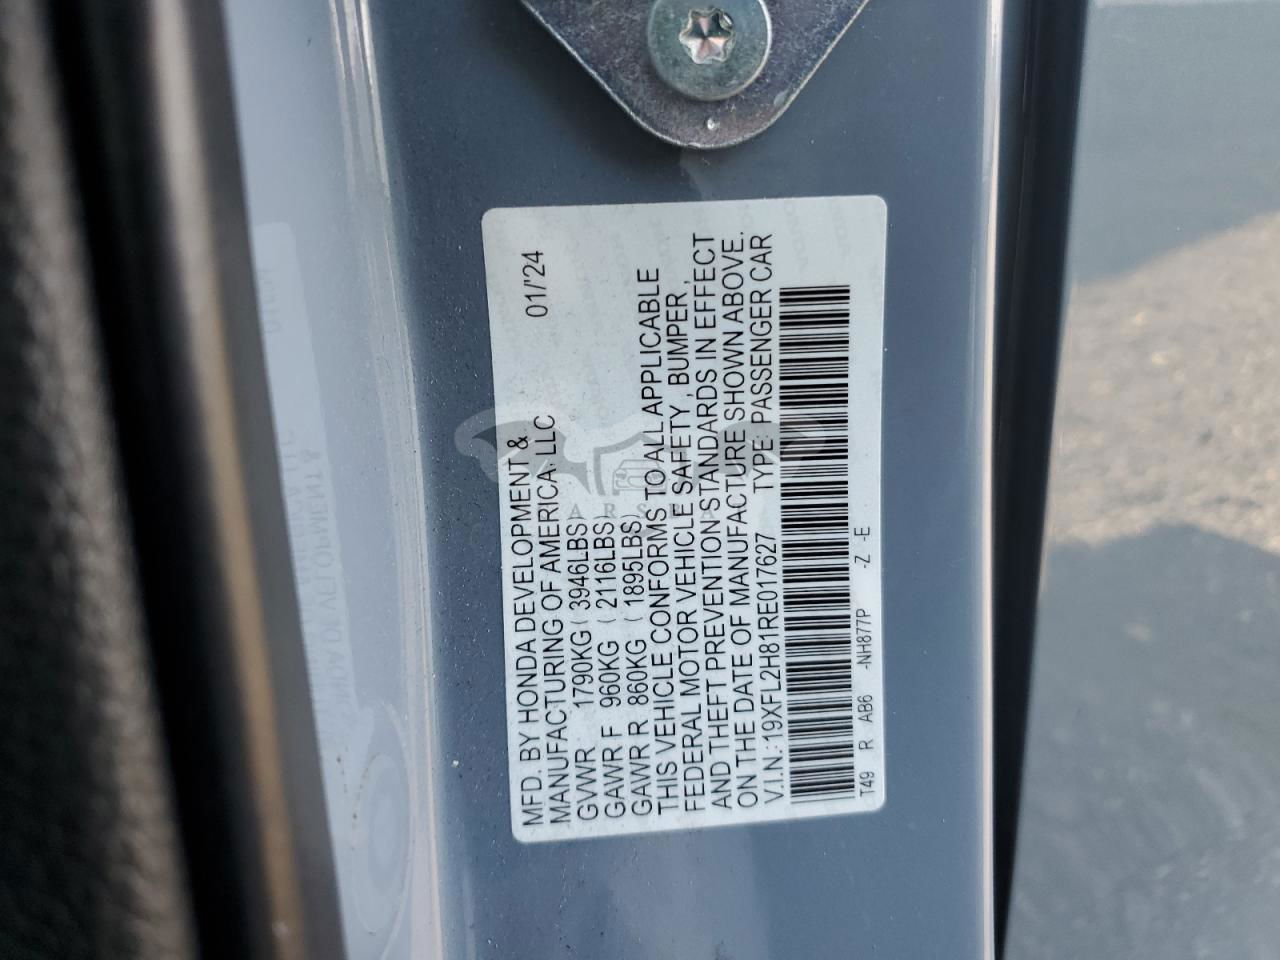 MFD. BY HONDA DEVELOPMENT &
MANUFACTURING OF AMERICA, LLC 01/'24
GVWR 1790KG ( 3946LBS)
GAWR F 960KG ( 2116LBS)
GAWR R 860KG ( 1895LBS)
THIS VEHICLE CONFORMS TO ALL APPLICABLE
FEDERAL MOTOR VEHICLE SAFETY, BUMPER,
AND THEFT PREVENTION STANDARDS IN EFFECT
ON THE DATE OF MANUFACTURE SHOWN ABOVE.
V.I.N.: 19XFL2H81RE017627 TYPE: PASSENGER CAR
T49 R AB6 -NH877P -Z -E